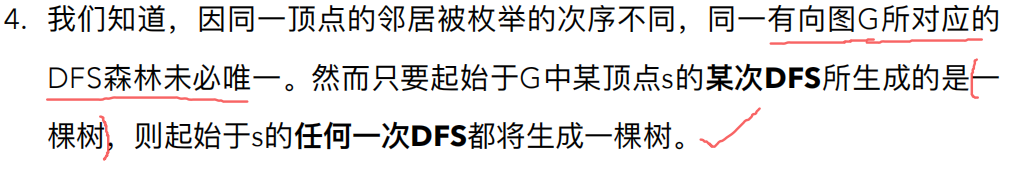 4. 我们知道，因同一顶点的邻居被枚举的次序不同，同一有向图G所对应的
DFS森林未必唯一。然而只要起始于G中某顶点s的某次DFS所生成的是一
棵树，则起始于s的任何一次DFS都将生成一棵树。